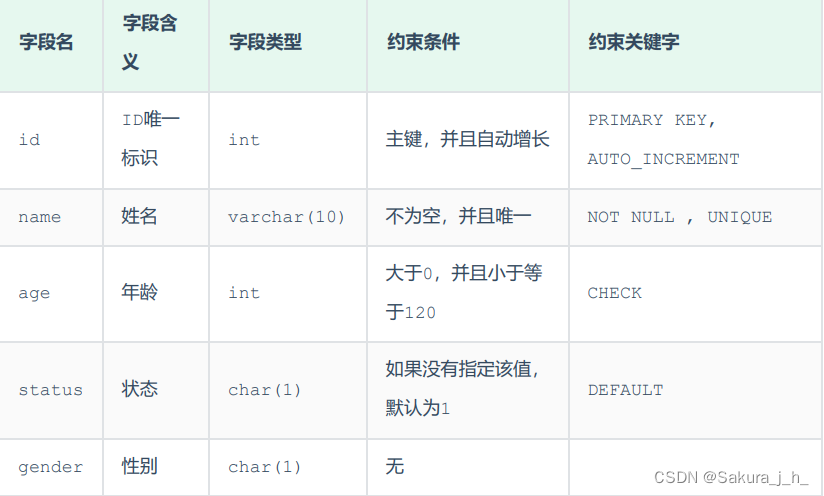 字段名 字段含 字段类型 约束条件 约束关键字
义
id ID唯一 int 主键，并且自动增长 PRIMARY KEY,
标识 AUTO_INCREMENT
name 姓名 varchar(10) 不为空，并且唯一 NOT NULL , UNIQUE
age 年龄 int 大于0，并且小于等 CHECK
于120
status 状态 char(1) 如果没有指定该值， DEFAULT
默认为1
gender 性别 char(1) 无
CSDN @Sakura_j_h_